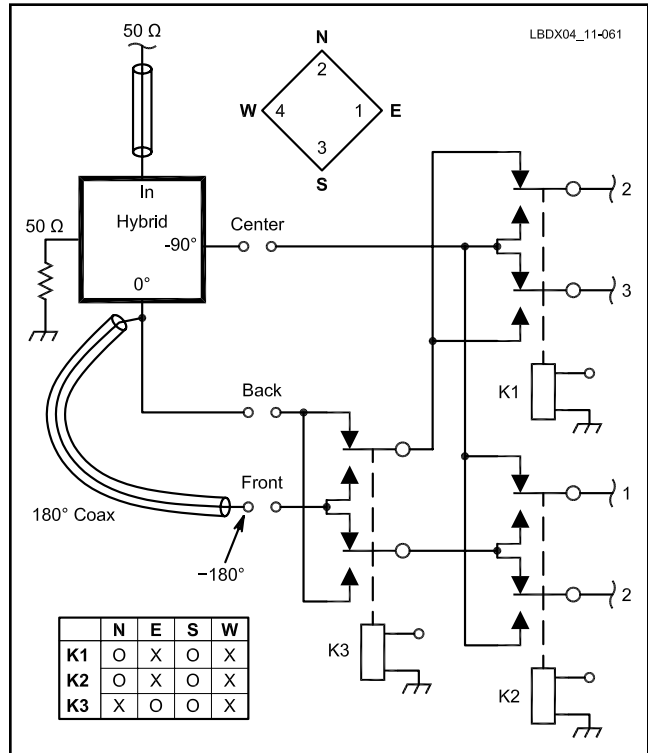 50 Ω
LBDX04_11-061
N
2
W 4 1 E
3
S
In
Hybrid
50 Ω
-90°
Center
0°
2
3
K1
Back
Front
180° Coax
−180°
1
2
K3
K2
N E S W
K1 O X O X
K2 O X O X
K3 X O O X